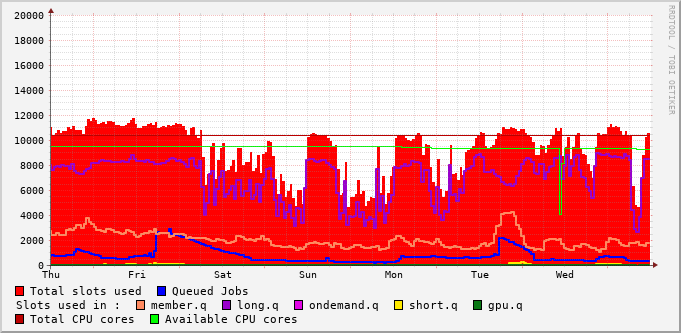 RRDTOOL / TOBI OETIKER
20000
18000
16000
14000
12000
10000
8000
6000
4000
2000
0
Thu Fri Sat Sun Mon Tue Wed
Total slots used Queued Jobs
Slots used in : member.q long.q ondemand.q short.q gpu.q
Total CPU cores Available CPU cores